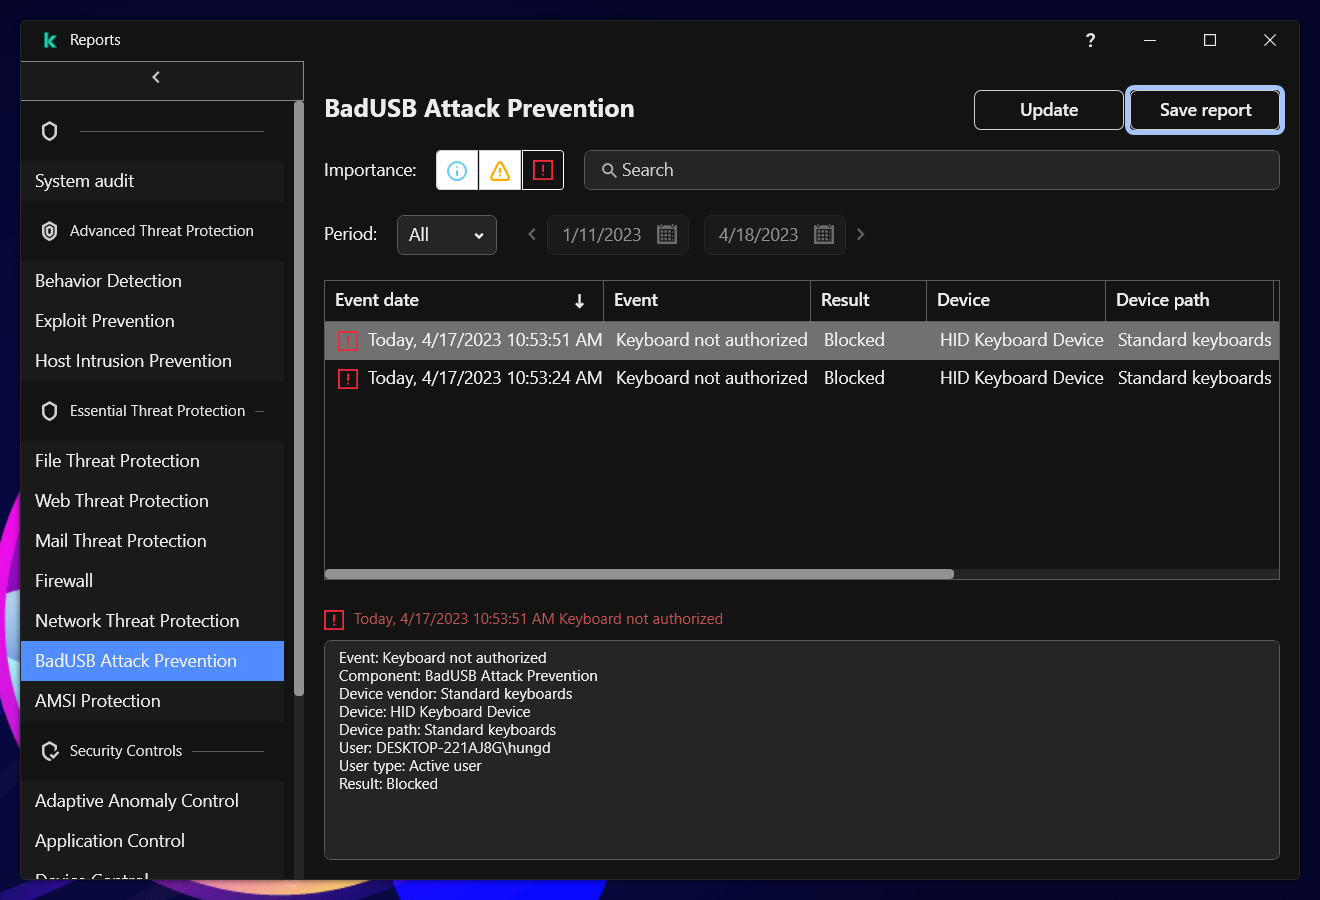 Reports
?
System audit
Advanced Threat Protection
Behavior Detection
Exploit Prevention
Host Intrusion Prevention
Essential Threat Protection
File Threat Protection
Web Threat Protection
Mail Threat Protection
Firewall
Network Threat Protection
BadUSB Attack Prevention
AMSI Protection
Security Controls
Adaptive Anomaly Control
Application Control
Device Control
BadUSB Attack Prevention
Update Save report
Importance: Search
Period: All 1/11/2023 4/18/2023
Event date Event Result Device Device path
Today, 4/17/2023 10:53:51 AM Keyboard not authorized Blocked HID Keyboard Device Standard keyboards
Today, 4/17/2023 10:53:24 AM Keyboard not authorized Blocked HID Keyboard Device Standard keyboards
Today, 4/17/2023 10:53:51 AM Keyboard not authorized
Event: Keyboard not authorized
Component: BadUSB Attack Prevention
Device vendor: Standard keyboards
Device: HID Keyboard Device
Device path: Standard keyboards
User: DESKTOP-221AJ8G\hungd
User type: Active user
Result: Blocked